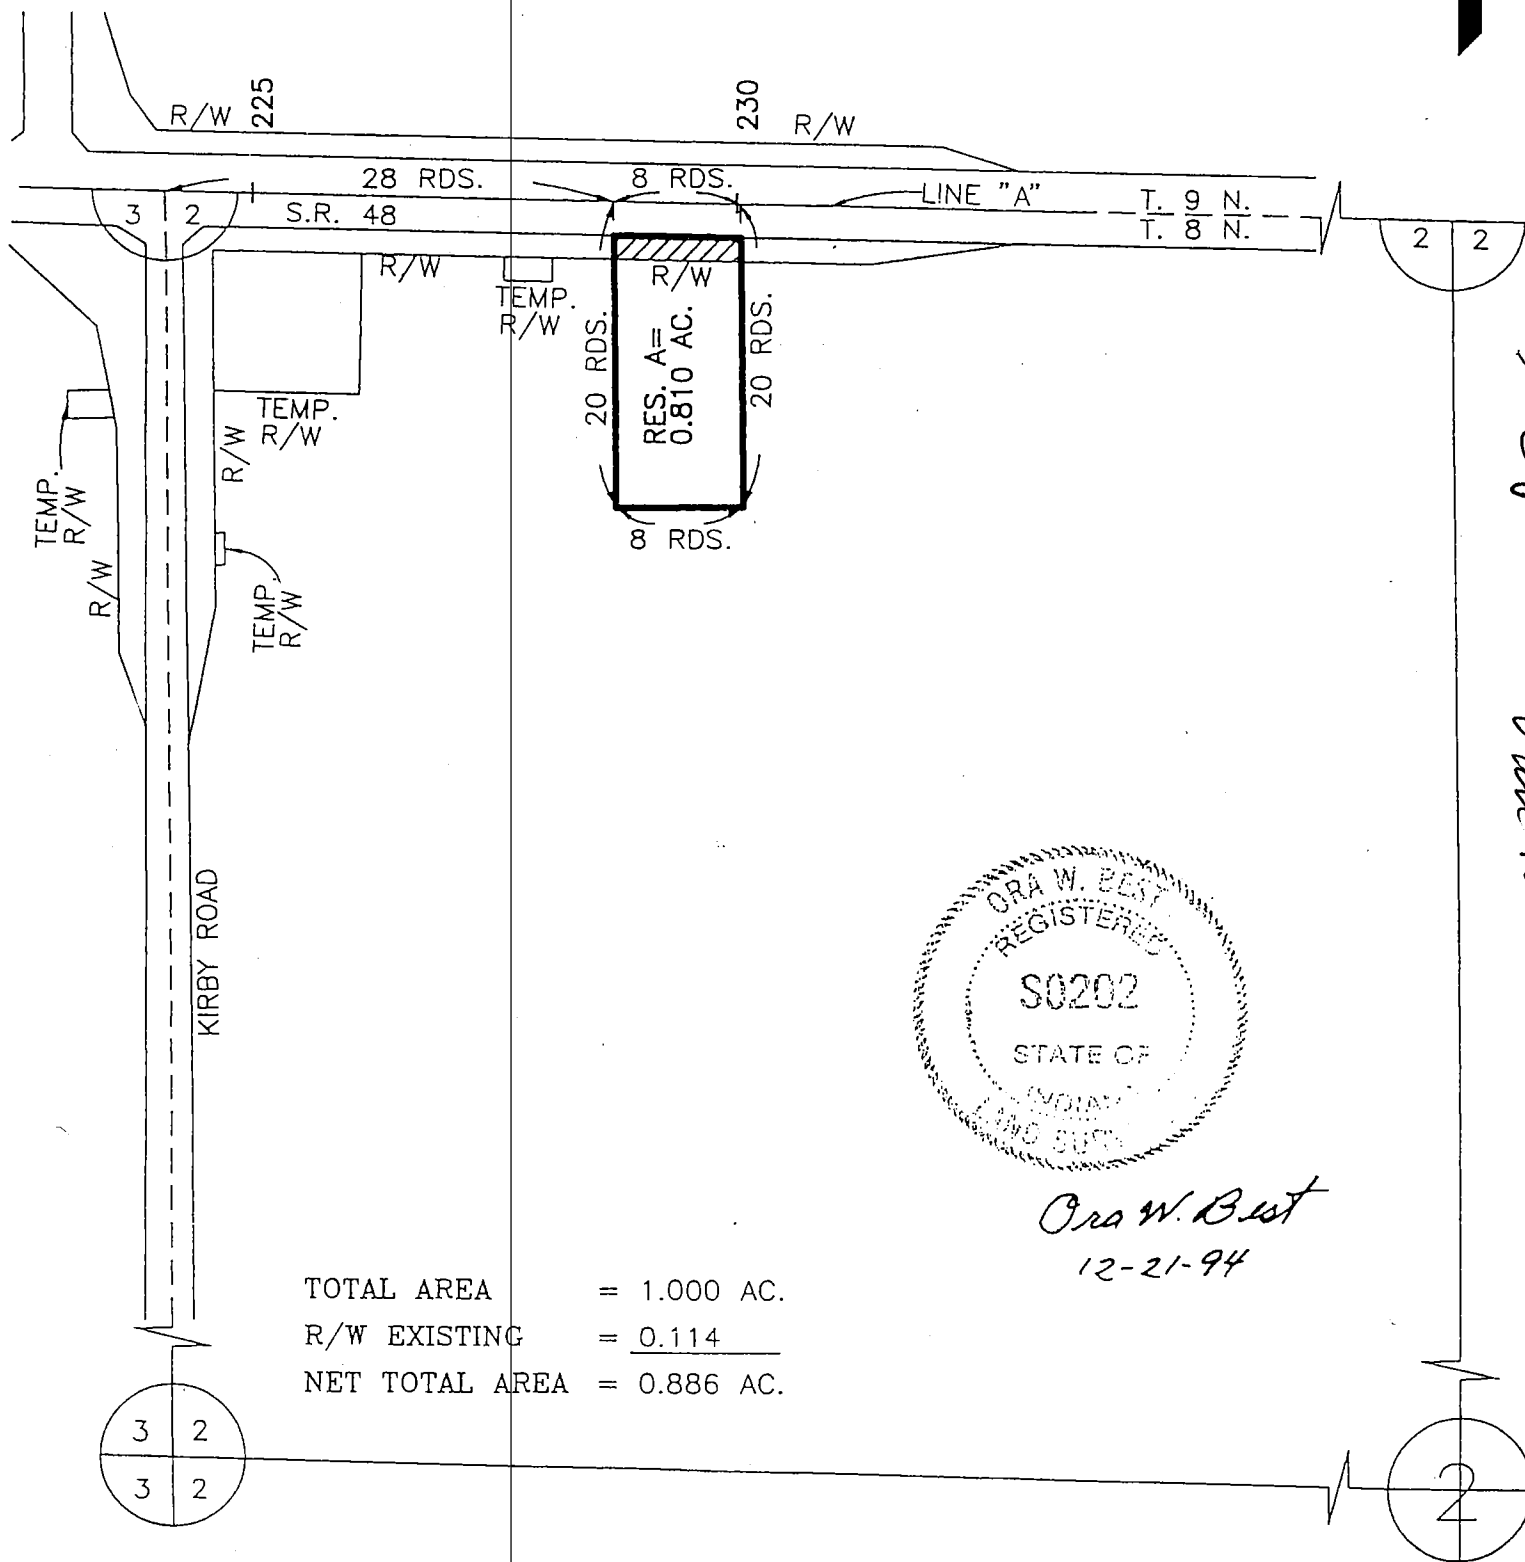 R/W 225 230 R/W
28 RDS. 8 RDS.
LINE "A"
T. 9 N.
T. 8 N.
3 2
S.R. 48
2 2
R/W
TEMP.
R/W
R/W
20 RDS.
RES. A=
0.810 AC.
20 RDS.
8 RDS.
TEMP.
R/W
R/W
TEMP.
R/W
R/W
TEMP.
R/W
KIRBY ROAD
ORA W. BEST
REGISTERED
S0202
STATE OF
Ora W. Best
12-21-94
TOTAL AREA = 1.000 AC.
R/W EXISTING = 0.114
NET TOTAL AREA = 0.886 AC.
3 2
3 2
2